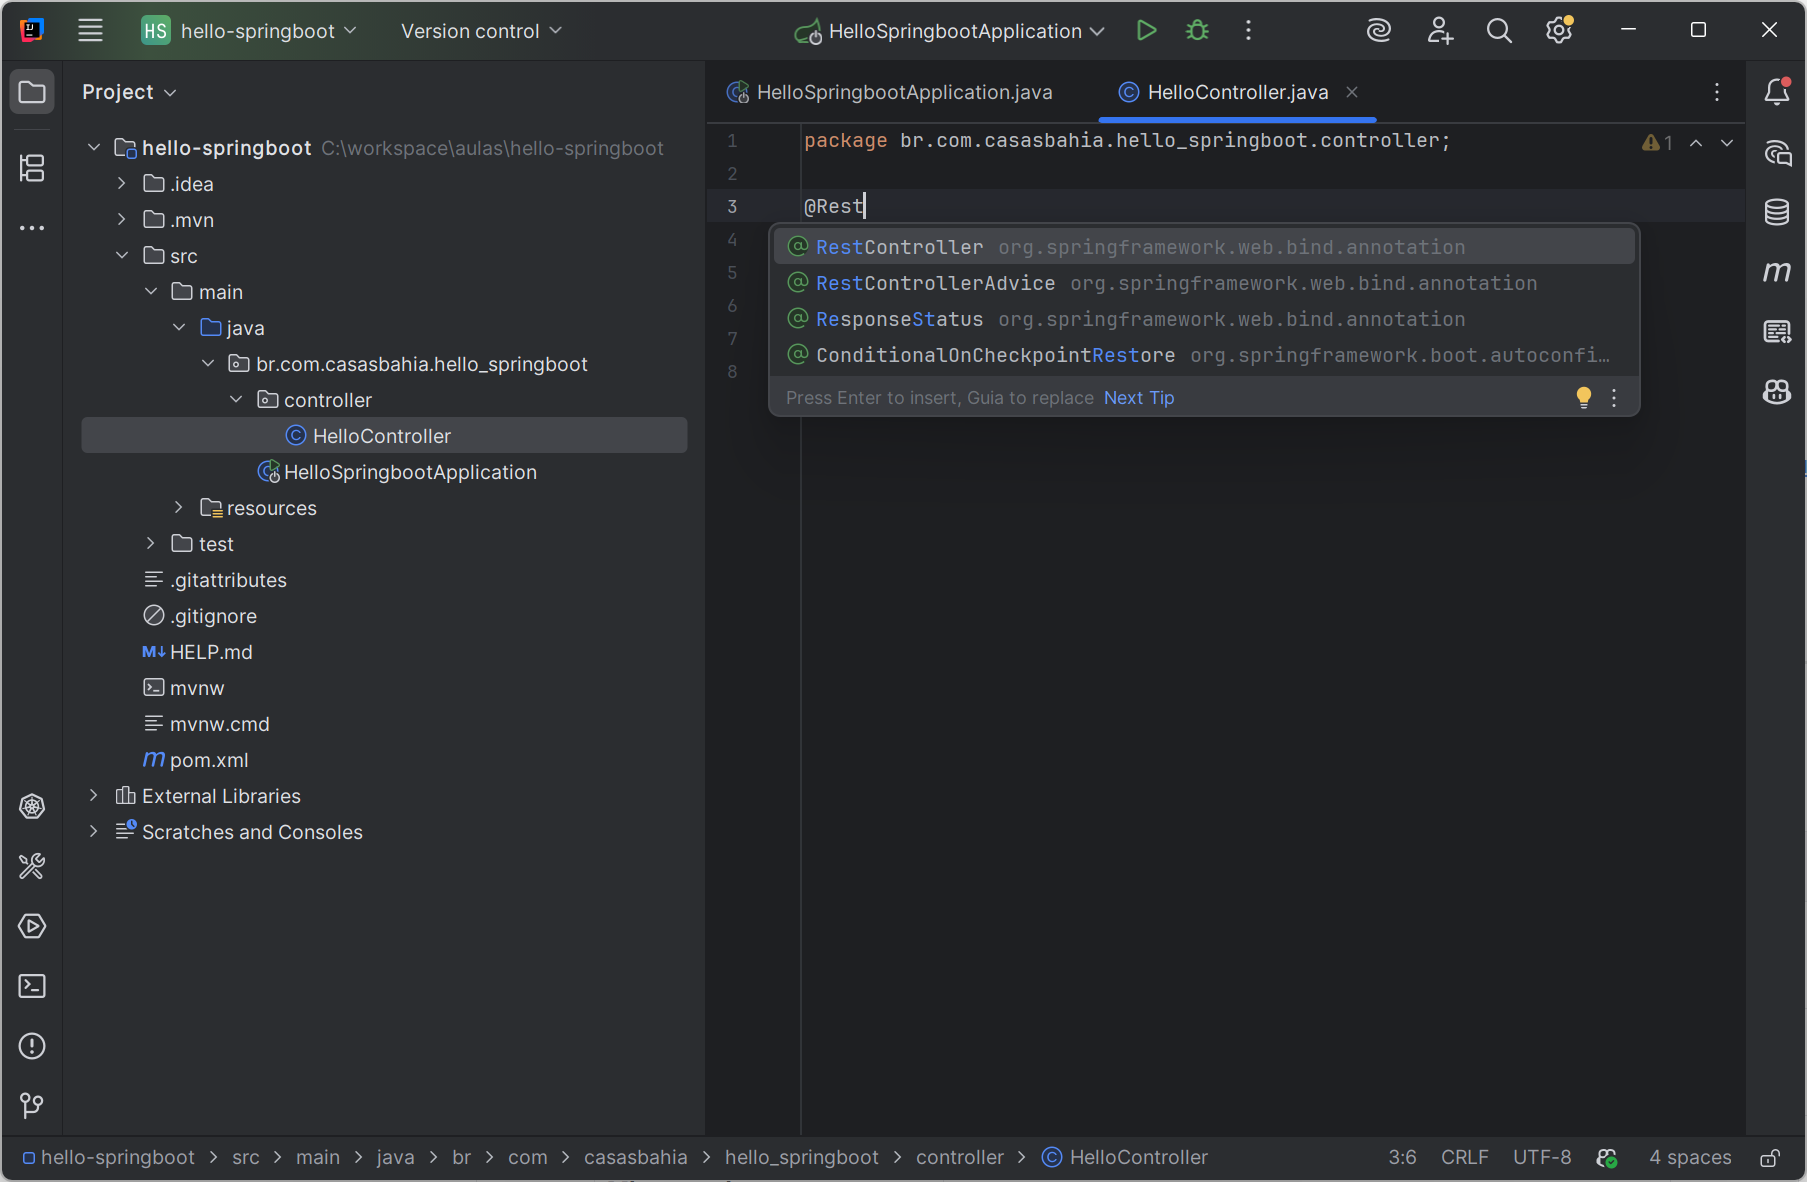 HS hello-springboot Version control HelloSpringbootApplication
Project
hello-springboot C:\workspace\aulas\hello-springboot
.idea
.mvn
src
main
java
br.com.casasbahia.hello_springboot
controller
HelloController
HelloSpringbootApplication
resources
test
.gitattributes
.gitignore
M↓ HELP.md
mvnw
mvnw.cmd
m pom.xml
External Libraries
Scratches and Consoles
HelloSpringbootApplication.java HelloController.java
1 package br.com.casasbahia.hello_springboot.controller; 1
2
3 @Rest
4
5
6
7
8
@ RestController org.springframework.web.bind.annotation
@ RestControllerAdvice org.springframework.web.bind.annotation
@ ResponseStatus org.springframework.web.bind.annotation
@ ConditionalOnCheckpointRestore org.springframework.boot.autoconfi…
Press Enter to insert, Guia to replace Next Tip
m
hello-springboot > src > main > java > br > com > casasbahia > hello_springboot > controller > HelloController 3:6 CRLF UTF-8 4 spaces